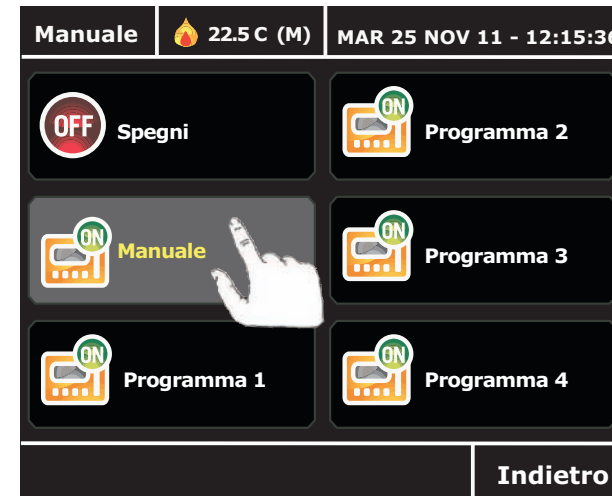 Manuale 22.5 C (M) MAR 25 NOV 11 - 12:15:36
OFF Spegni
ON Programma 2
ON Manuale
ON Programma 3
ON Programma 1
ON Programma 4
Indietro